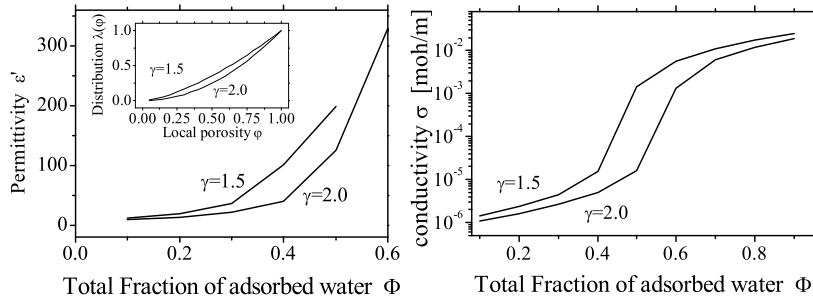 Permittivity ε'
300
200
100
0
0.0
0.2
0.4
0.6
Total Fraction of adsorbed water Φ
γ=1.5
γ=2.0
Distribution λ(φ)
1.0
0.5
0.0
0.00 0.25 0.50 0.75 1.00
Local porosity φ
γ=1.5
γ=2.0
conductivity σ [moh/m]
10-2
10-3
10-4
10-5
10-6
0.2
0.4
0.6
0.8
Total Fraction of adsorbed water Φ
γ=1.5
γ=2.0